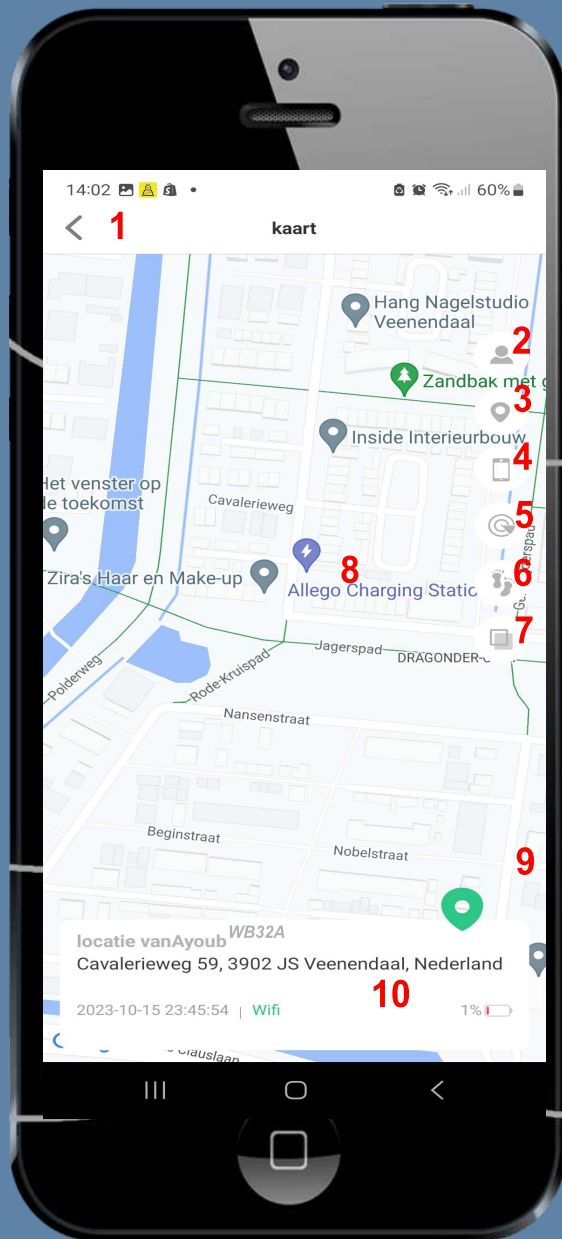 14:02
60%
1
kaart
Hang Nagelstudio
Veenendaal
2
Zandbak met g
3
Inside Interieurbouw
4
Het venster op
de toekomst
Cavalerieweg
5
8
Zira's Haar en Make-up
Allego Charging Static
6
7
Jagerspad
DRAGONDER-
Polderweg
Rode Kruispad
Nansenstraat
Beginstraat
Nobelstraat
9
locatie vanAyoub WB32A
Cavalerieweg 59, 3902 JS Veenendaal, Nederland
10
2023-10-15 23:45:54 | Wifi
1%
Clauslaan